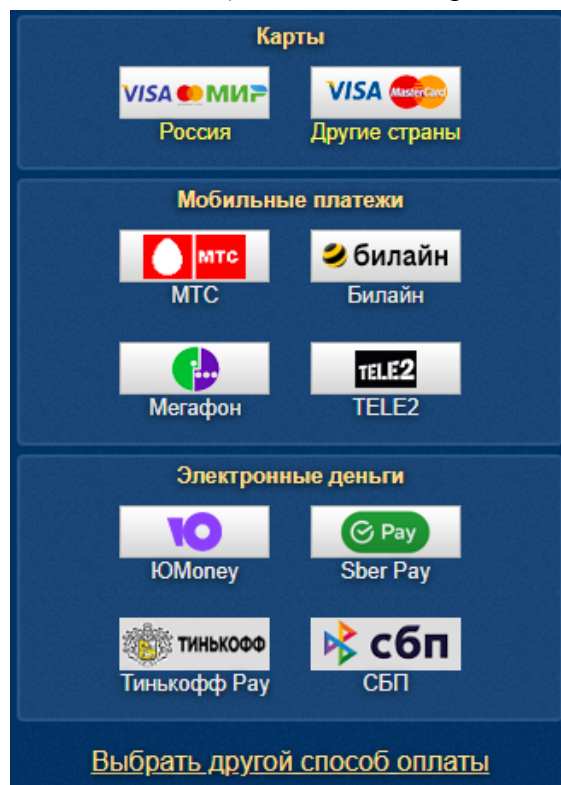 Карты
VISA МИР VISA MasterCard
Россия Другие страны
Мобильные платежи
МТС билайн
МТС Билайн
TELE2
Мегафон TELE2
Электронные деньги
Ю Pay
ЮMoney Sber Pay
ТИНЬКОФФ сбп
Тинькофф Pay СБП
Выбрать другой способ оплаты